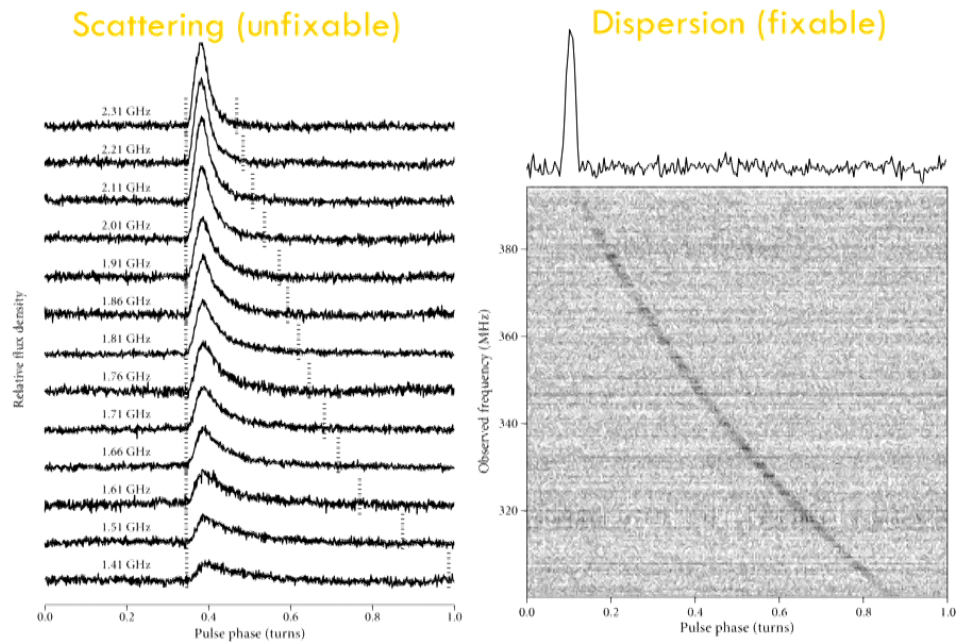 Scattering (unfixable)
2.31 GHz
2.21 GHz
2.11 GHz
2.01 GHz
1.91 GHz
1.86 GHz
1.81 GHz
1.76 GHz
1.71 GHz
1.66 GHz
1.61 GHz
1.51 GHz
1.41 GHz
Relative flux density
0.0 0.2 0.4 0.6 0.8 1.0
Pulse phase (turns)
Dispersion (fixable)
380
360
340
320
Observed frequency (MHz)
0.0 0.2 0.4 0.6 0.8 1.0
Pulse phase (turns)